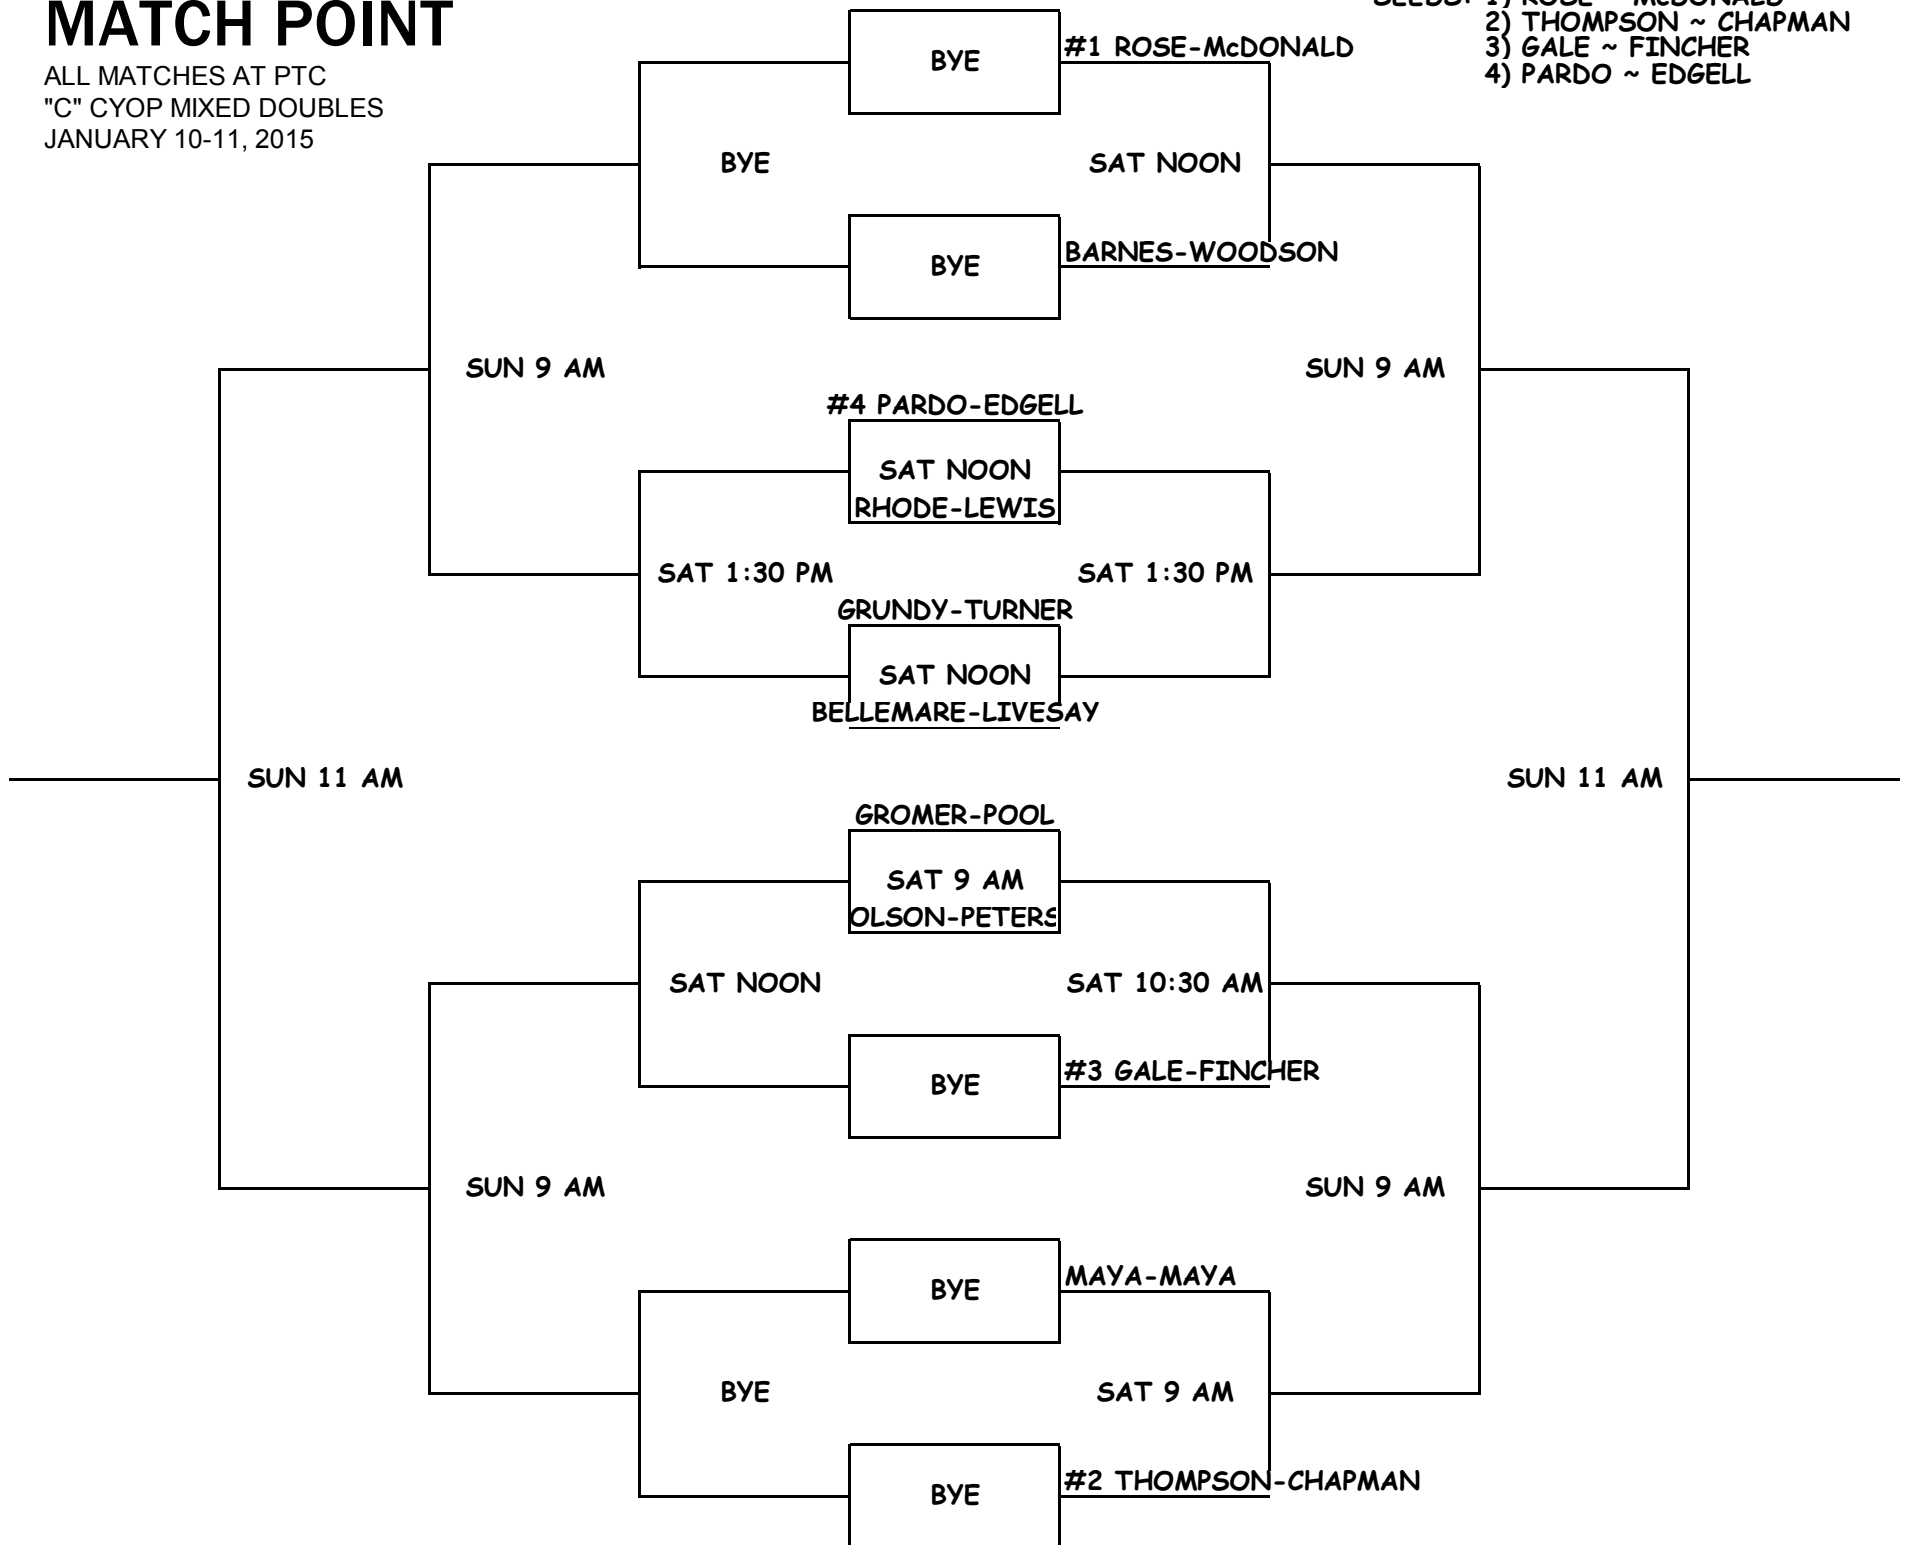 MATCH POINT
ALL MATCHES AT PTC
"C" CYOP MIXED DOUBLES
JANUARY 10-11, 2015
SEEDS: 1) ROSE ~ McDONALD
2) THOMPSON ~ CHAPMAN
3) GALE ~ FINCHER
4) PARDO ~ EDGELL
BYE
#1 ROSE-McDONALD
BYE
SAT NOON
BYE
BARNES-WOODSON
SUN 9 AM
SUN 9 AM
#4 PARDO-EDGELL
SAT NOON
RHODE-LEWIS
SAT 1:30 PM
SAT 1:30 PM
GRUNDY-TURNER
SAT NOON
BELLEMARE-LIVESAY
SUN 11 AM
SUN 11 AM
GROMER-POOL
SAT 9 AM
OLSON-PETERS
SAT NOON
SAT 10:30 AM
BYE
#3 GALE-FINCHER
SUN 9 AM
SUN 9 AM
BYE
MAYA-MAYA
BYE
SAT 9 AM
BYE
#2 THOMPSON-CHAPMAN